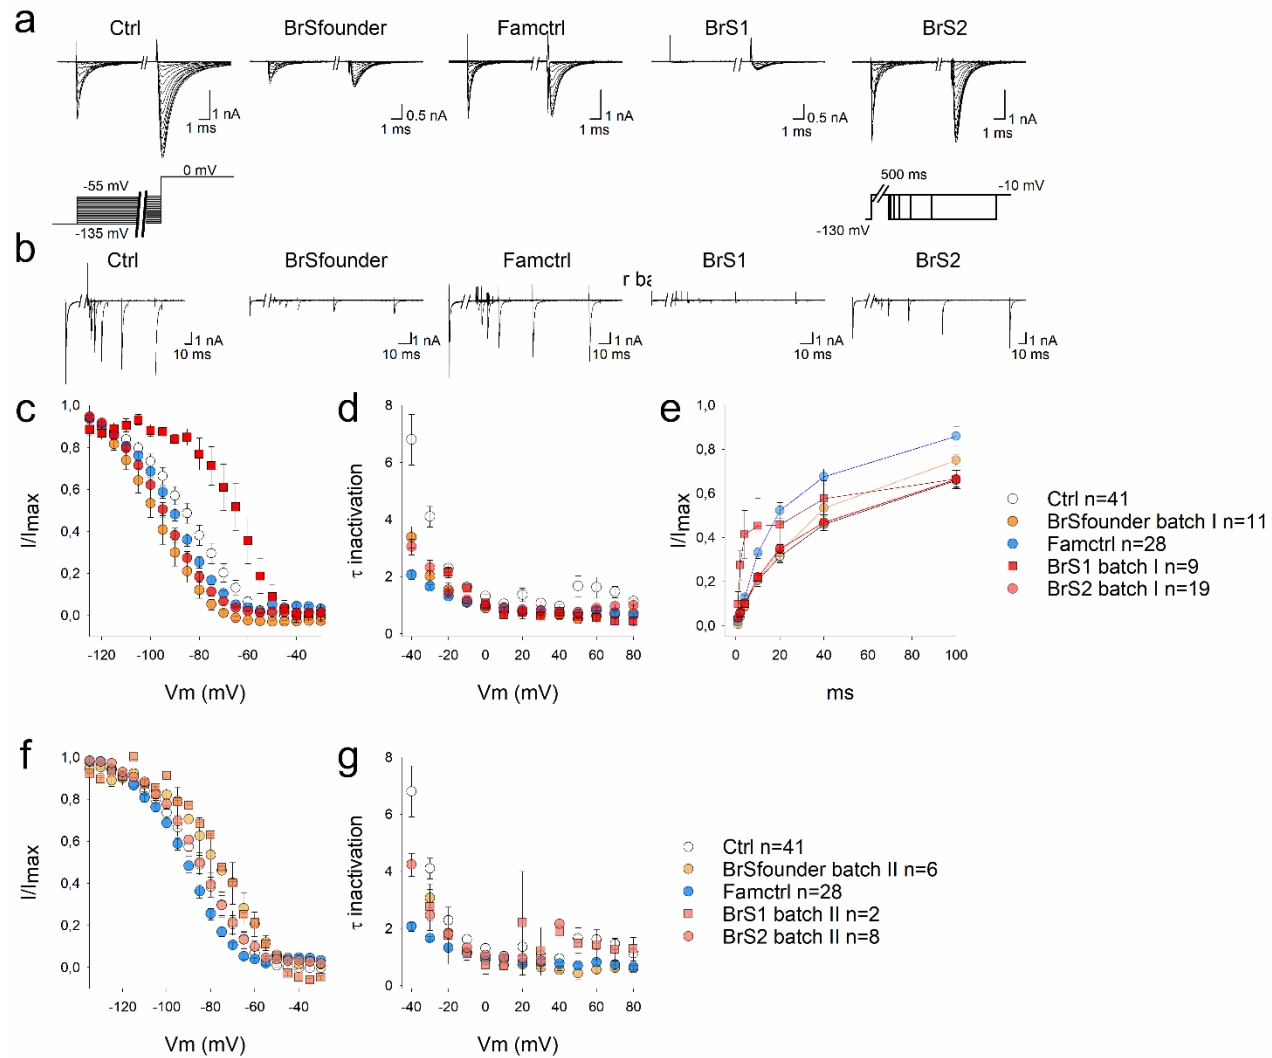 a
Ctrl BrSfounder Famctrl BrS1 BrS2
1 nA
1 ms
0.5 nA
1 ms
1 nA
1 ms
0.5 nA
1 ms
1 nA
1 ms
-55 mV
0 mV
-135 mV
500 ms
-10 mV
-130 mV
b
Ctrl BrSfounder Famctrl BrS1 BrS2
r ba
1 nA
10 ms
1 nA
10 ms
1 nA
10 ms
1 nA
10 ms
1 nA
10 ms
c
I/Imax
1,0
0,8
0,6
0,4
0,2
0,0
-120 -100 -80 -60 -40
Vm (mV)
d
τ inactivation
8
6
4
2
0
-40 -20 0 20 40 60 80
Vm (mV)
e
I/Imax
1,0
0,8
0,6
0,4
0,2
0,0
0 20 40 60 80 100
ms
Ctrl n=41
BrSfounder batch I n=11
Famctrl n=28
BrS1 batch I n=9
BrS2 batch I n=19
f
I/Imax
1,0
0,8
0,6
0,4
0,2
0,0
-120 -100 -80 -60 -40
Vm (mV)
g
τ inactivation
8
6
4
2
0
-40 -20 0 20 40 60 80
Vm (mV)
Ctrl n=41
BrSfounder batch II n=6
Famctrl n=28
BrS1 batch II n=2
BrS2 batch II n=8